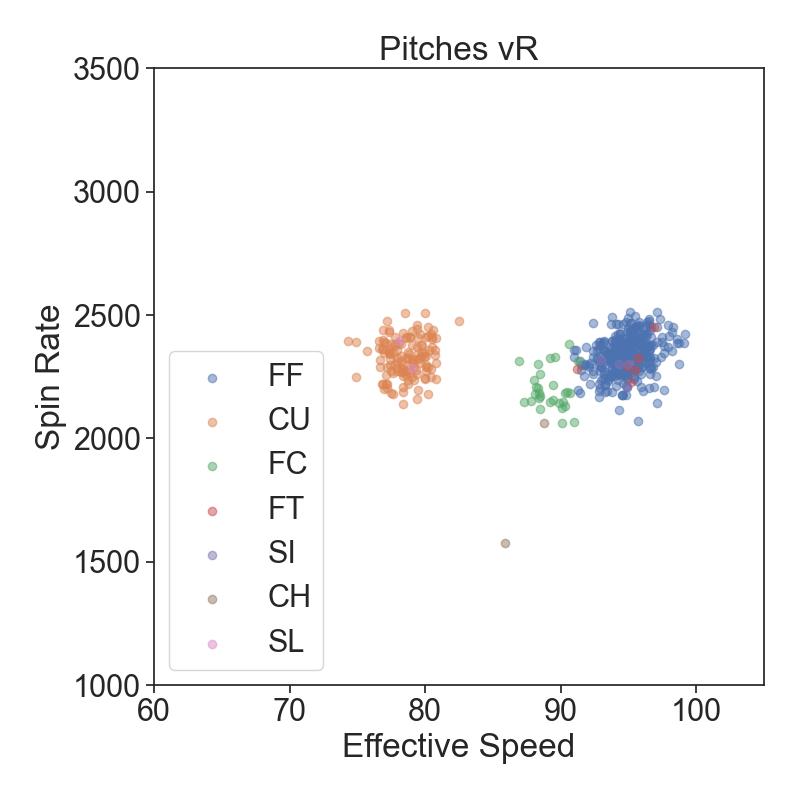 Pitches vR
3500
3000
2500
2000
1500
1000
Spin Rate
FF
CU
FC
FT
SI
CH
SL
60 70 80 90 100
Effective Speed